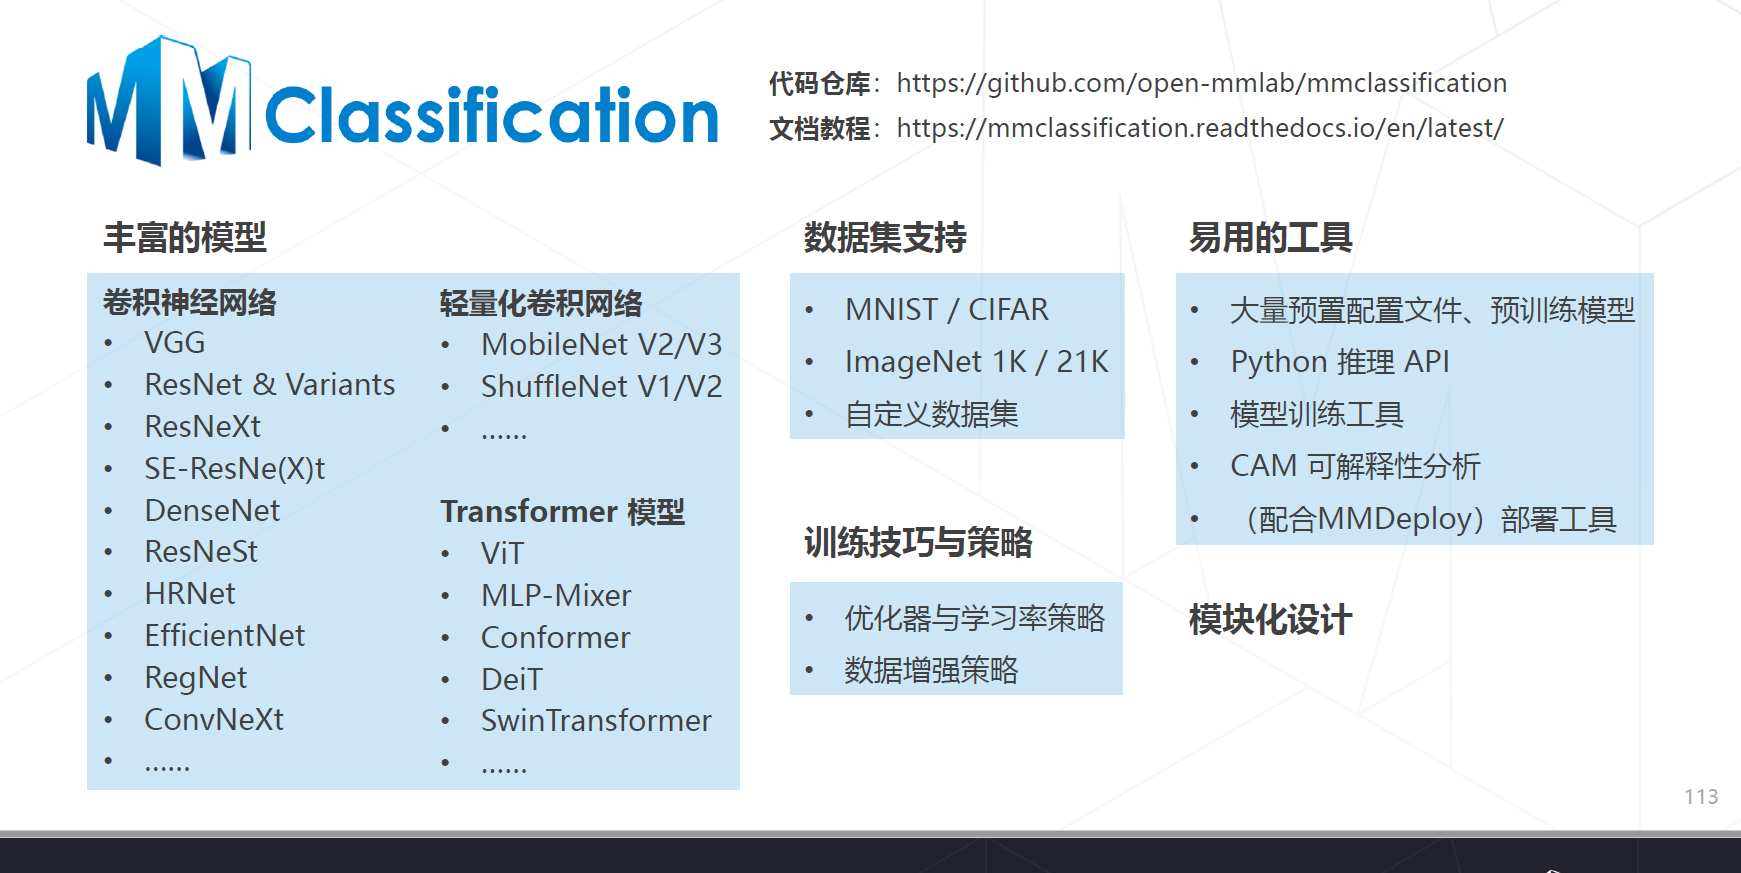 MMClassification
代码仓库：https://github.com/open-mmlab/mmclassification
文档教程：https://mmclassification.readthedocs.io/en/latest/
丰富的模型
卷积神经网络
• VGG
• ResNet & Variants
• ResNeXt
• SE-ResNe(X)t
• DenseNet
• ResNeSt
• HRNet
• EfficientNet
• RegNet
• ConvNeXt
• ......
轻量化卷积网络
• MobileNet V2/V3
• ShuffleNet V1/V2
• ......
Transformer 模型
• ViT
• MLP-Mixer
• Conformer
• DeiT
• SwinTransformer
• ......
数据集支持
• MNIST / CIFAR
• ImageNet 1K / 21K
• 自定义数据集
训练技巧与策略
• 优化器与学习率策略
• 数据增强策略
易用的工具
• 大量预置配置文件、预训练模型
• Python 推理 API
• 模型训练工具
• CAM 可解释性分析
• （配合MMDeploy）部署工具
模块化设计
113